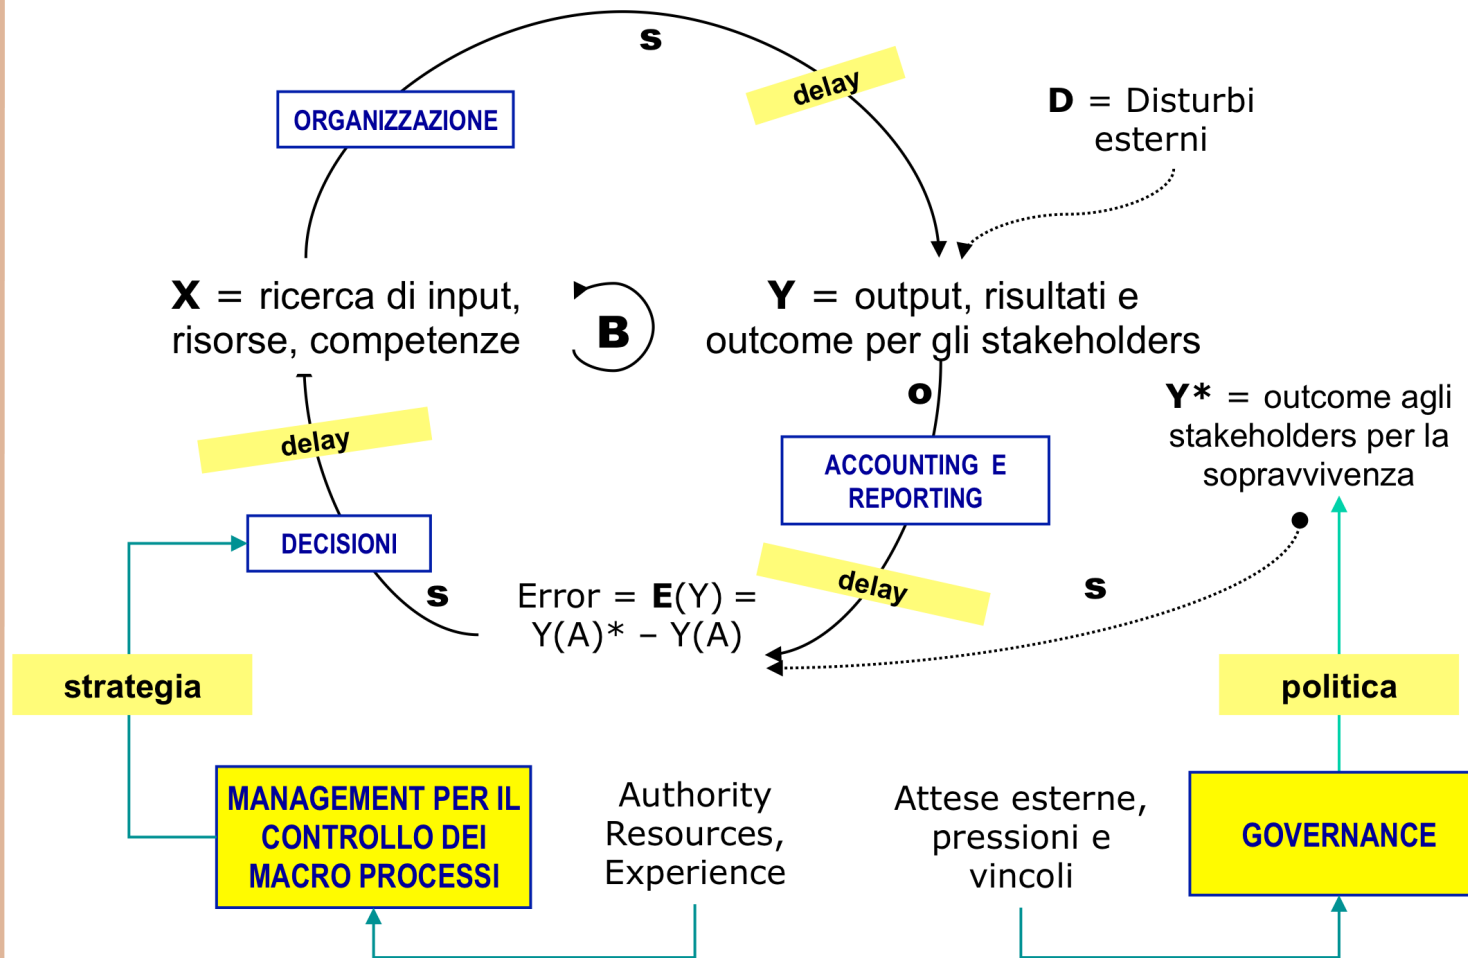 s
delay
ORGANIZZAZIONE
D = Disturbi
esterni
X = ricerca di input,
risorse, competenze
B
Y = output, risultati e
outcome per gli stakeholders
o
Y* = outcome agli
stakeholders per la
sopravvivenza
delay
ACCOUNTING E
REPORTING
DECISIONI
s
Error = E(Y) =
Y(A)* – Y(A)
delay
s
strategia
politica
MANAGEMENT PER IL
CONTROLLO DEI
MACRO PROCESSI
Authority
Resources,
Experience
Attese esterne,
pressioni e
vincoli
GOVERNANCE